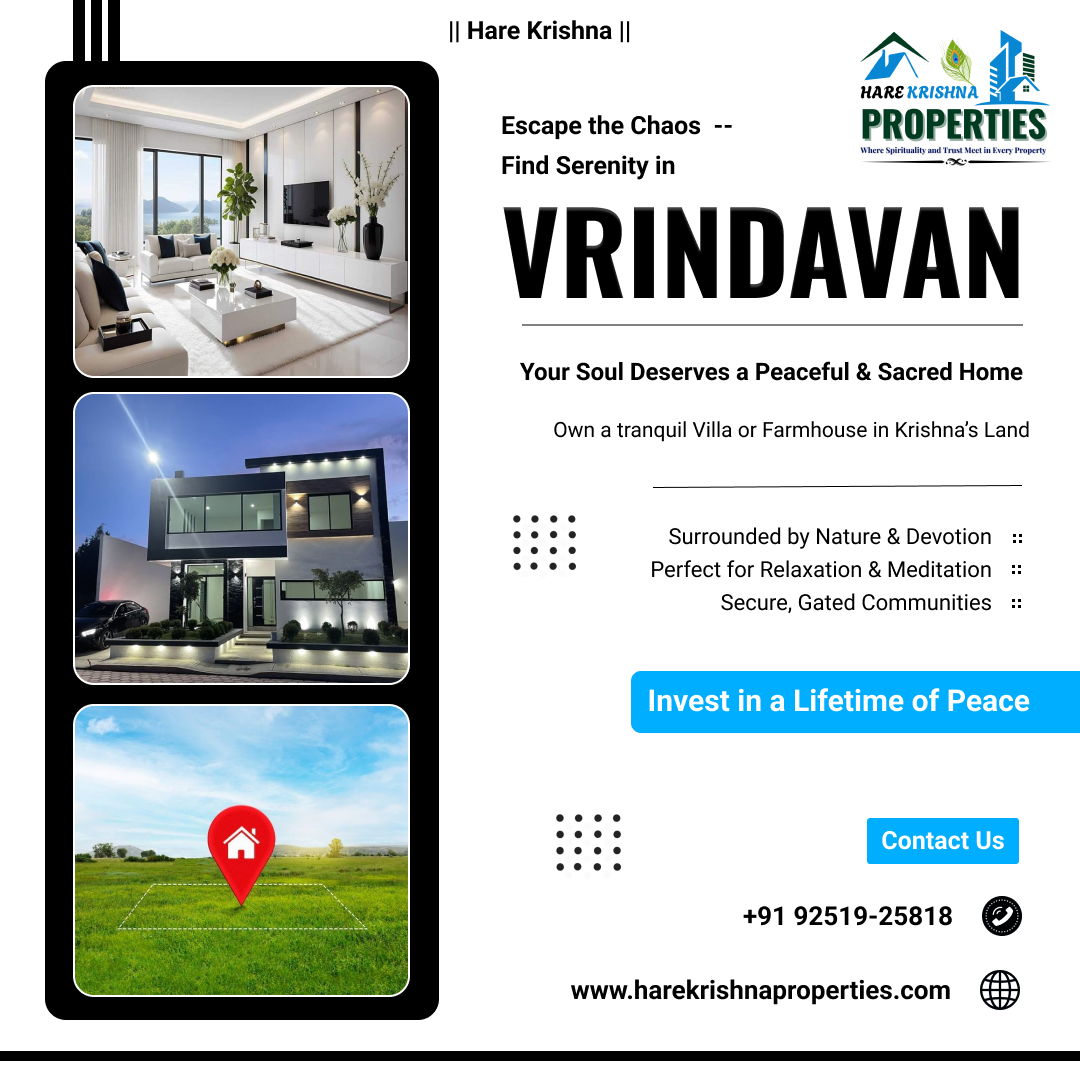 || Hare Krishna ||
HARE KRISHNA
PROPERTIES
Where Spirituality and Trust Meet in Every Property
Escape the Chaos --
Find Serenity in
VRINDAVAN
Your Soul Deserves a Peaceful & Sacred Home
Own a tranquil Villa or Farmhouse in Krishna’s Land
Surrounded by Nature & Devotion
Perfect for Relaxation & Meditation
Secure, Gated Communities
Invest in a Lifetime of Peace
Contact Us
+91 92519-25818
www.harekrishnaproperties.com